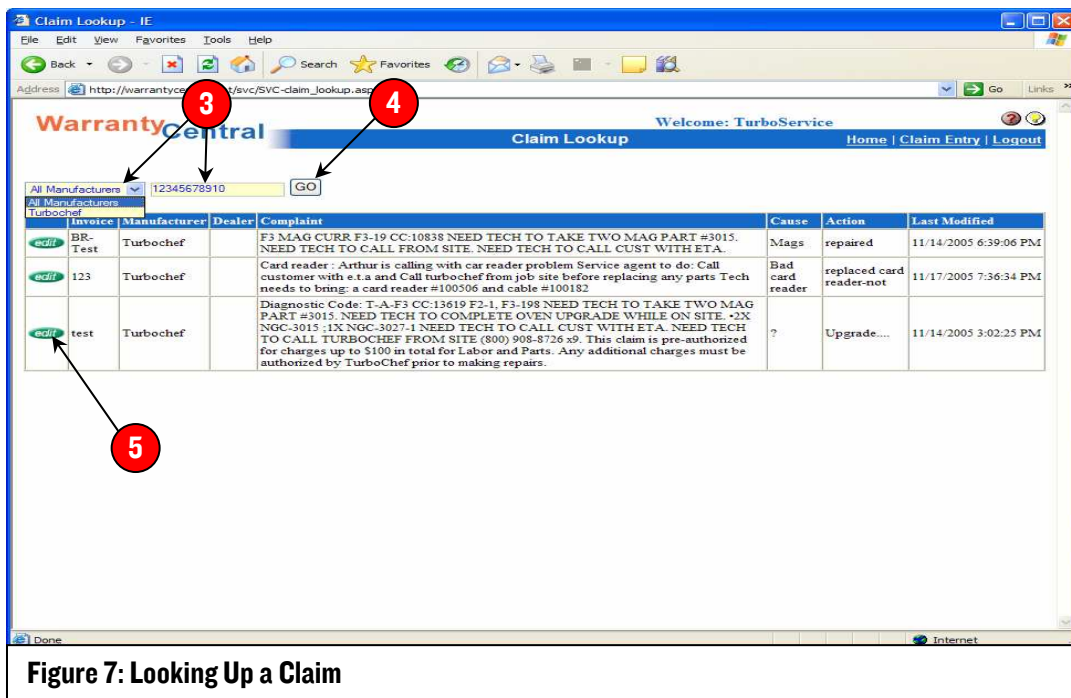 Claim Lookup - IE
File Edit View Favorites Tools Help
Back Search Favorites
Address http://warrantyce /svc/SVC-claim_lookup.asp Go Links »
3
4
WarrantyCentral
Welcome: TurboService
Claim Lookup Home | Claim Entry | Logout
All Manufacturers 12345678910 GO
All Manufacturers
Turbochef
Invoice Manufacturer Dealer Complaint Cause Action Last Modified
edit BR-Test Turbochef F3 MAG CURR F3-19 CC:10838 NEED TECH TO TAKE TWO MAG PART #3015. Mags repaired 11/14/2005 6:39:06 PM
NEED TECH TO CALL FROM SITE. NEED TECH TO CALL CUST WITH ETA.
edit 123 Turbochef Card reader : Arthur is calling with car reader problem Service agent to do: Call Bad card reader replaced card reader-not 11/17/2005 7:36:34 PM
customer with e.t.a and Call turbochef from job site before replacing any parts Tech
needs to bring: a card reader #100506 and cable #100182
edit test Turbochef Diagnostic Code: T-A-F3 CC:13619 F2-1, F3-198 NEED TECH TO TAKE TWO MAG ? Upgrade.... 11/14/2005 3:02:25 PM
PART #3015. NEED TECH TO COMPLETE OVEN UPGRADE WHILE ON SITE. •2X
NGC-3015 ;1X NGC-3027-1 NEED TECH TO CALL CUST WITH ETA. NEED TECH
TO CALL TURBOCHEF FROM SITE (800) 908-8726 x9. This claim is pre-authorized
for charges up to $100 in total for Labor and Parts. Any additional charges must be
authorized by TurboChef prior to making repairs.
5
Done Internet
Figure 7: Looking Up a Claim